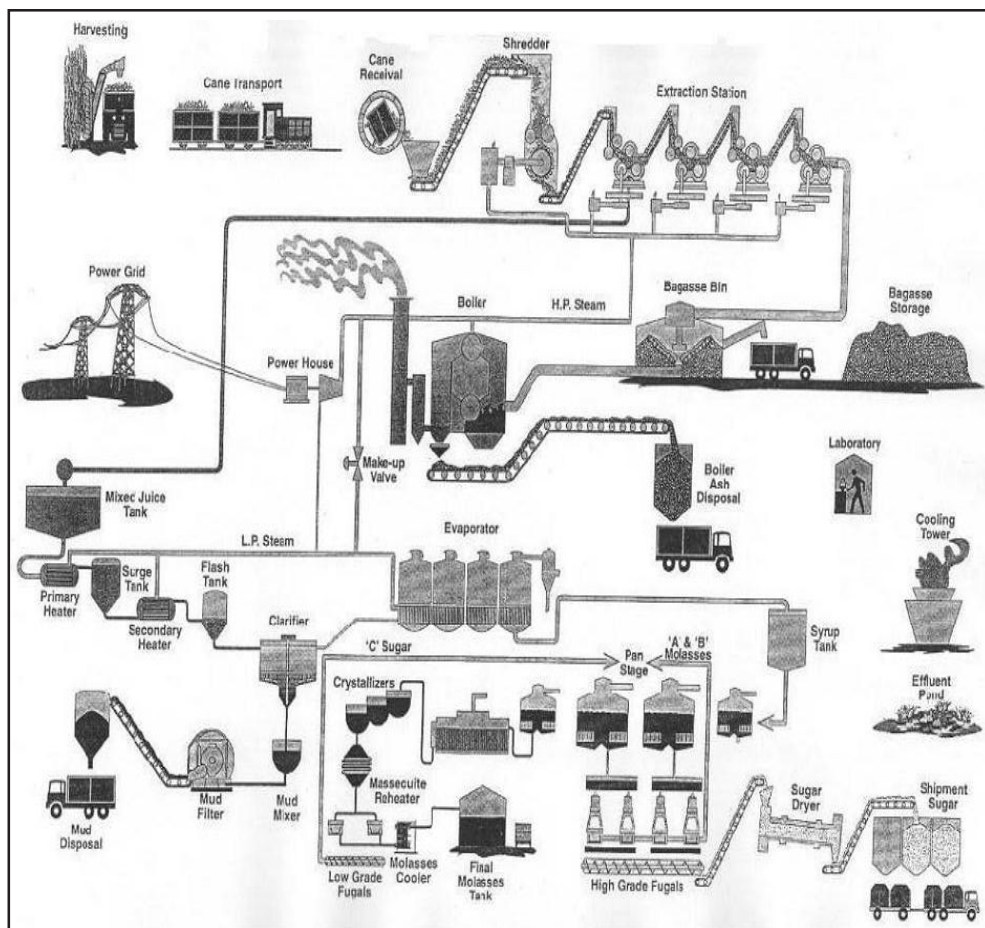 Harvesting
Cane Transport
Cane
Receival
Shredder
Extraction Station
Power Grid
Power House
Boiler
H.P. Steam
Bagasse Bin
Bagasse
Storage
Make-up
Valve
Boiler
Ash
Disposal
Laboratory
Mixed Juice
Tank
L.P. Steam
Evaporator
Cooling
Tower
Primary
Heater
Surge
Tank
Secondary
Heater
Flash
Tank
Clarifier
'C' Sugar
Pan
Stage
'A' & 'B'
Molasses
Syrup
Tank
Crystallizers
Effluent
Pond
Mud
Disposal
Mud
Filter
Mud
Mixer
Massecuite
Reheater
Low Grade
Fugals
Molasses
Cooler
Final
Molasses
Tank
High Grade Fugals
Sugar
Dryer
Shipment
Sugar